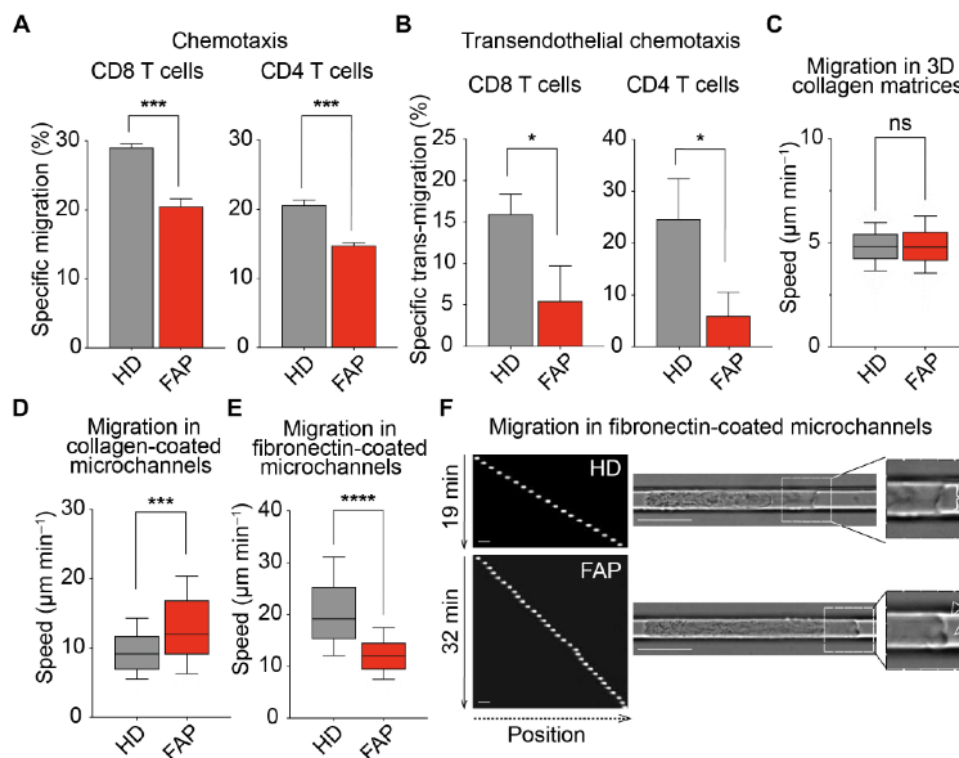 A
Chemotaxis
CD8 T cells
CD4 T cells
***
***
Specific migration (%)
30
20
10
0
30
20
10
0
HD
FAP
HD
FAP
B
Transendothelial chemotaxis
CD8 T cells
CD4 T cells
*
*
Specific trans-migration (%)
25
20
15
10
5
0
40
30
20
10
0
HD
FAP
HD
FAP
C
Migration in 3D
collagen matrices
ns
Speed (µm min⁻¹)
10
5
0
HD
FAP
D
Migration in
collagen-coated
microchannels
***
Speed (µm min⁻¹)
30
20
10
0
HD
FAP
E
Migration in
fibronectin-coated
microchannels
****
Speed (µm min⁻¹)
40
30
20
10
0
HD
FAP
F
Migration in fibronectin-coated microchannels
19 min
HD
32 min
FAP
Position